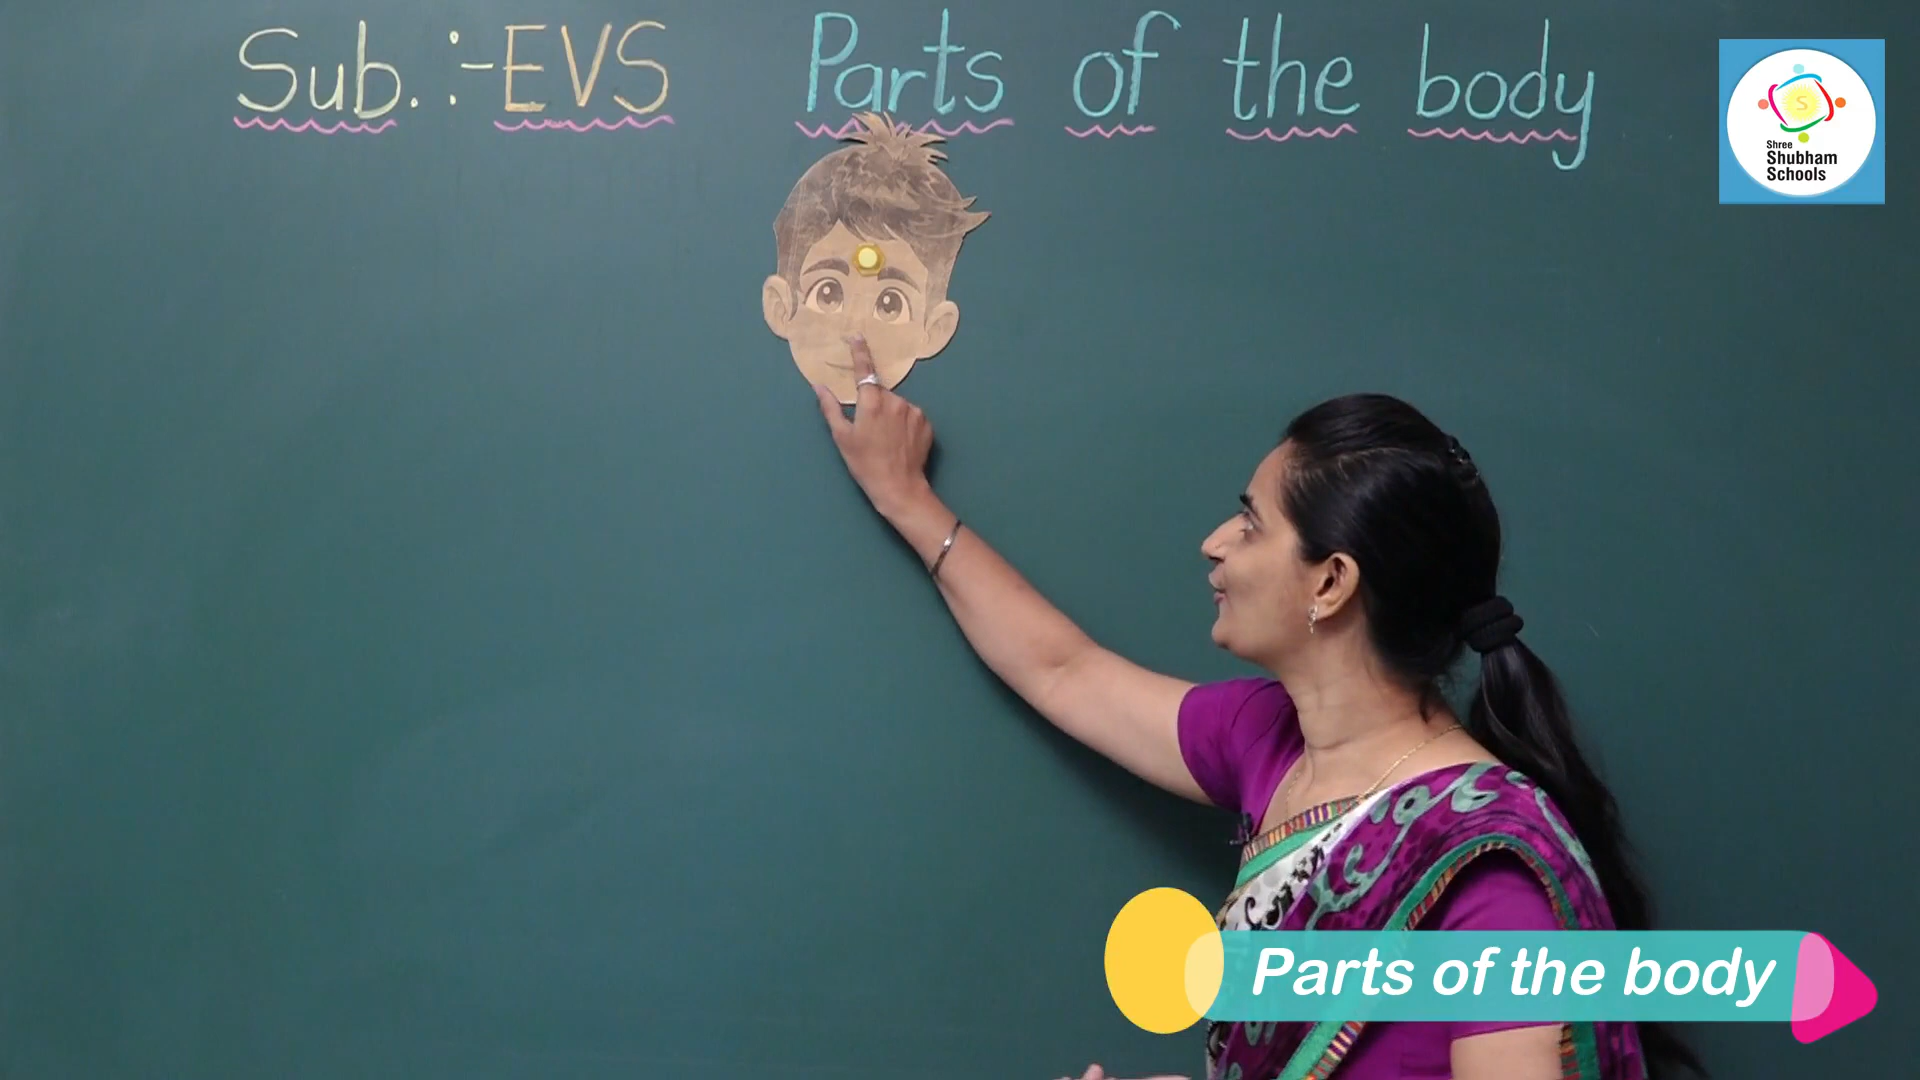 Sub. :- EVS Parts of the body
S
Shree
Shubham
Schools
Parts of the body